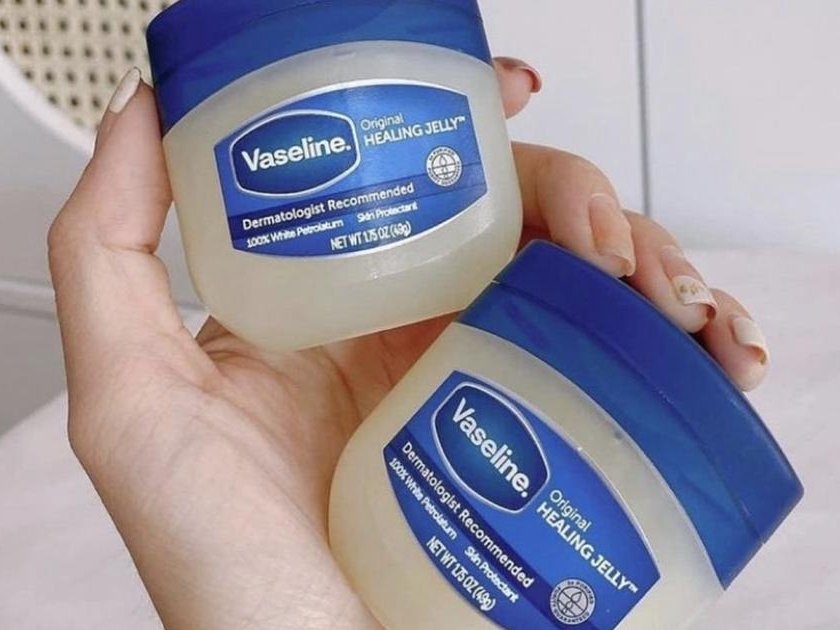 Vaseline.
Original
HEALING JELLY™
Dermatologist Recommended
100% White Petrolatum Skin Protectant
NET WT 1.75 OZ (49g)
Vaseline.
Original
HEALING JELLY™
Dermatologist Recommended
100% White Petrolatum Skin Protectant
NET WT 1.75 OZ (49g)